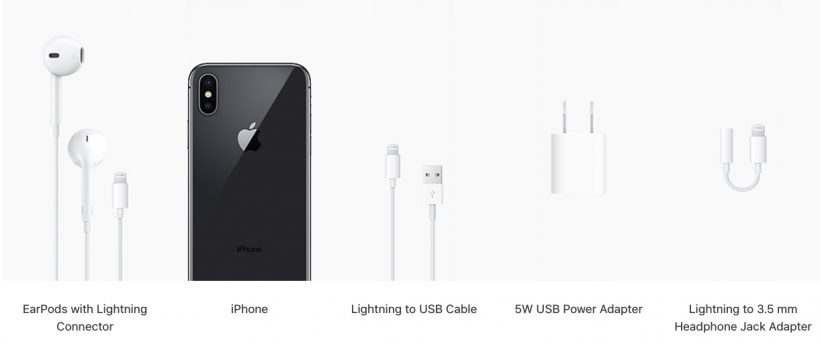 iPhone
EarPods with Lightning
Connector
iPhone
Lightning to USB Cable
5W USB Power Adapter
Lightning to 3.5 mm
Headphone Jack Adapter